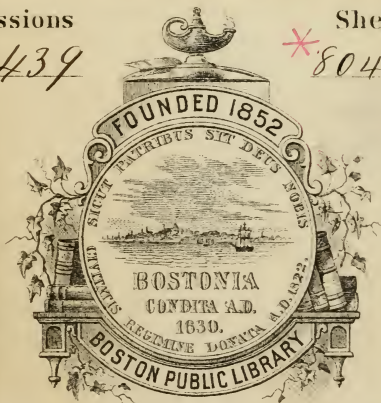 ssions
She
439
*804
FOUNDED 1852
SICUT PATRIBUS SIT DEUS NOBIS
BOSTONIA
CONDITA A.D.
1630.
CIVITATIS REGIMINE DONATA A.D. 1822.
BOSTON PUBLIC LIBRARY